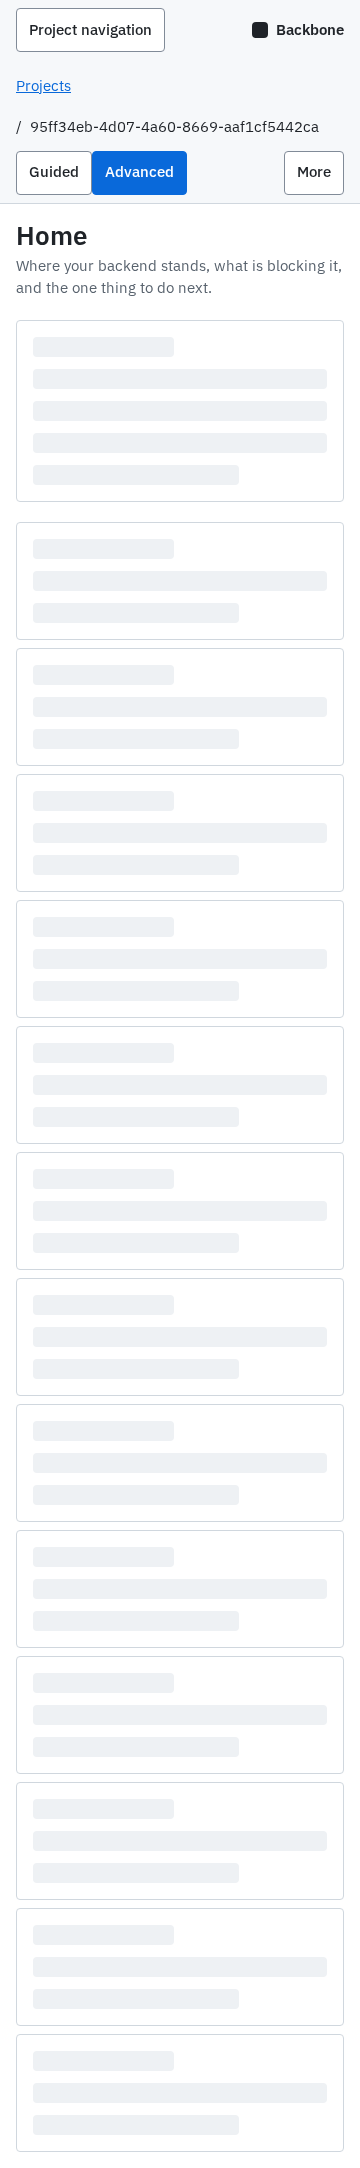 Project navigation
Backbone
Projects
/ 95ff34eb-4d07-4a60-8669-aaf1cf5442ca
Guided
Advanced
More
Home
Where your backend stands, what is blocking it,
and the one thing to do next.